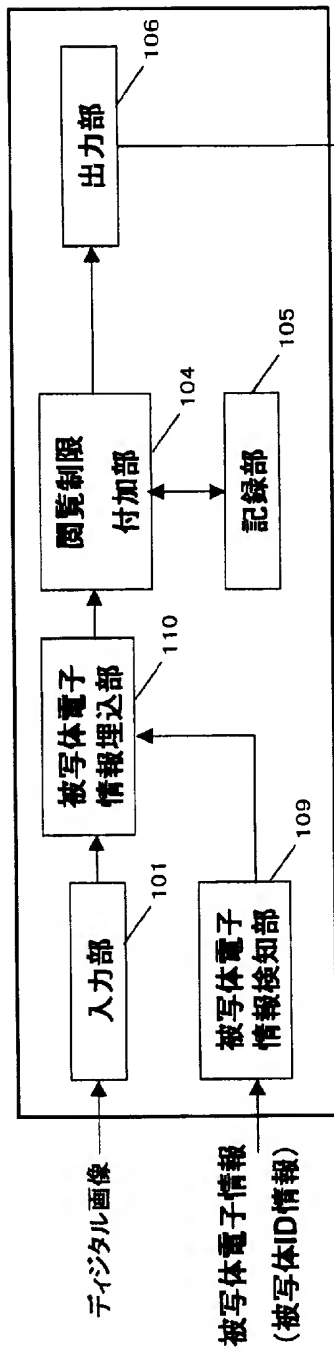 ディジタル画像
入力部
101
被写体電子
情報埋込部
110
閲覧制限
付加部
104
出力部
106
記録部
105
被写体電子情報
(被写体ID情報)
被写体電子
情報検知部
109